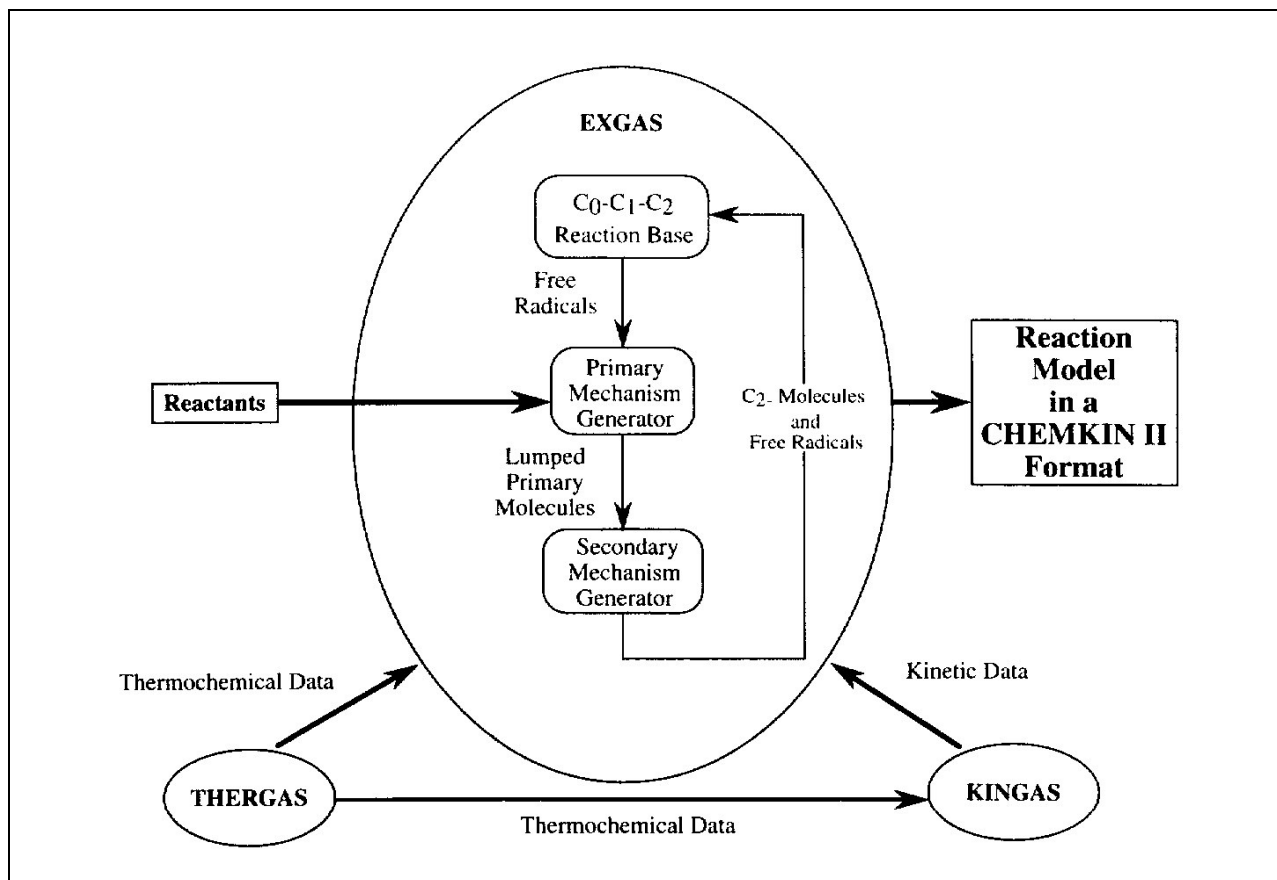 EXGAS
C0-C1-C2
Reaction Base
Free
Radicals
Reactants
Primary
Mechanism
Generator
C2- Molecules
and
Free Radicals
Reaction
Model
in a
CHEMKIN II
Format
Lumped
Primary
Molecules
Secondary
Mechanism
Generator
Thermochemical Data
Kinetic Data
THERGAS
KINGAS
Thermochemical Data